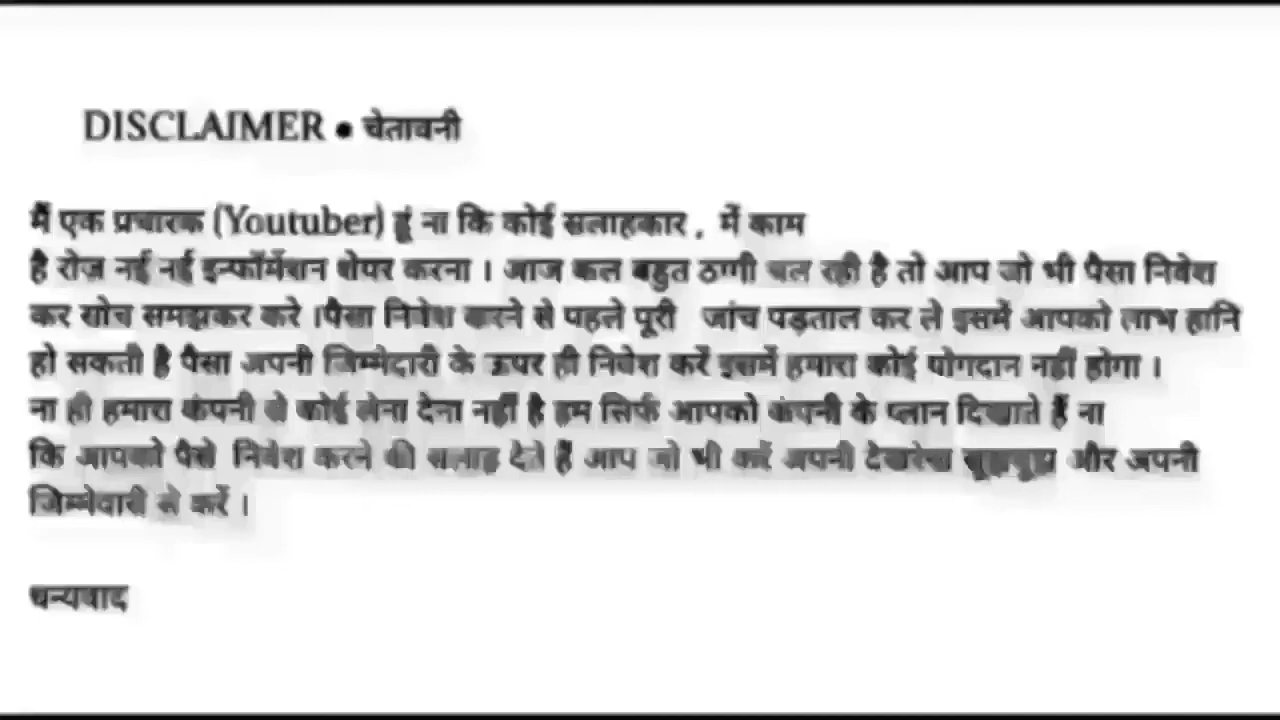 DISCLAIMER • चेतावनी
मैं एक प्रचारक (Youtuber) हूं ना कि कोई सलाहकार , में काम
है रोज नई नई इन्फॉर्मेशन शेयर करना । आज कल बहुत ठगी चल रही है तो आप जो भी पैसा निवेश
कर सोच समझकर करे ।पैसा निवेश करने से पहले पूरी जांच पड़ताल कर ले इसमें आपको लाभ हानि
हो सकती है पैसा अपनी जिम्मेदारी के ऊपर ही निवेश करें इसमें हमारा कोई योगदान नहीं होगा ।
ना ही हमारा कंपनी से कोई लेना देना नहीं है हम सिर्फ आपको कंपनी के प्लान दिखाते हैं ना
कि आपको पैसे निवेश करने की सलाह देते हैं आप जो भी करें अपनी देखरेख सूझबूझ और अपनी
जिम्मेदारी से करें ।
धन्यवाद